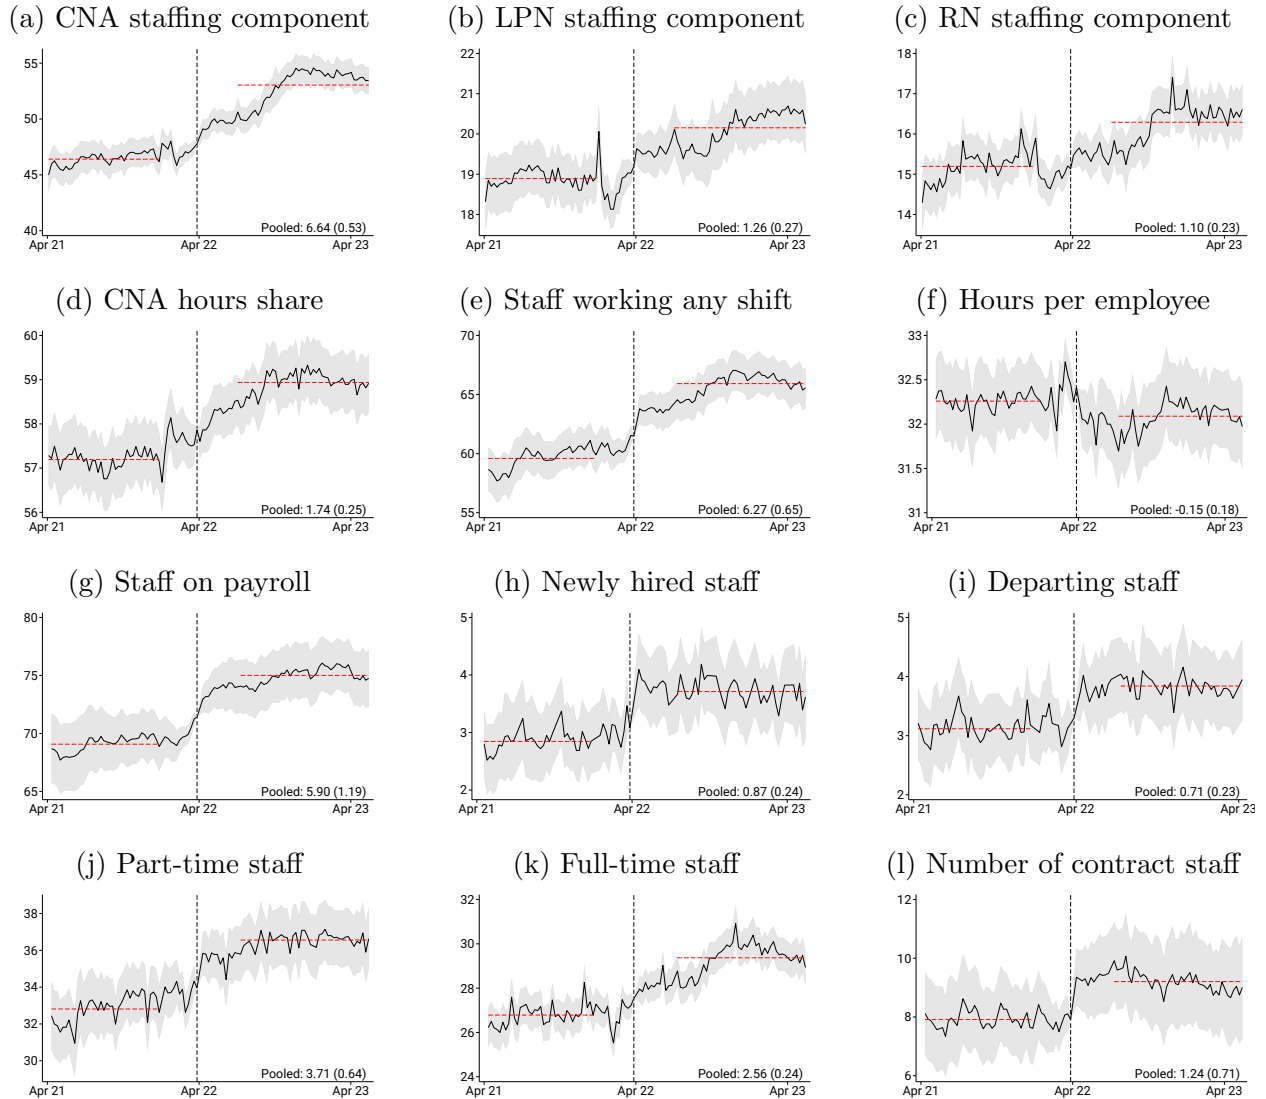 (a) CNA staffing component
55
50
45
40
Apr 21
Apr 22
Apr 23
Pooled: 6.64 (0.53)
(b) LPN staffing component
22
21
20
19
18
Apr 21
Apr 22
Apr 23
Pooled: 1.26 (0.27)
(c) RN staffing component
18
17
16
15
14
Apr 21
Apr 22
Apr 23
Pooled: 1.10 (0.23)
(d) CNA hours share
60
59
58
57
56
Apr 21
Apr 22
Apr 23
Pooled: 1.74 (0.25)
(e) Staff working any shift
70
65
60
55
Apr 21
Apr 22
Apr 23
Pooled: 6.27 (0.65)
(f) Hours per employee
33
32.5
32
31.5
31
Apr 21
Apr 22
Apr 23
Pooled: -0.15 (0.18)
(g) Staff on payroll
80
75
70
65
Apr 21
Apr 22
Apr 23
Pooled: 5.90 (1.19)
(h) Newly hired staff
5
4
3
2
Apr 21
Apr 22
Apr 23
Pooled: 0.87 (0.24)
(i) Departing staff
5
4
3
2
Apr 21
Apr 22
Apr 23
Pooled: 0.71 (0.23)
(j) Part-time staff
38
36
34
32
30
Apr 21
Apr 22
Apr 23
Pooled: 3.71 (0.64)
(k) Full-time staff
32
30
28
26
24
Apr 21
Apr 22
Apr 23
Pooled: 2.56 (0.24)
(l) Number of contract staff
12
10
8
6
Apr 21
Apr 22
Apr 23
Pooled: 1.24 (0.71)